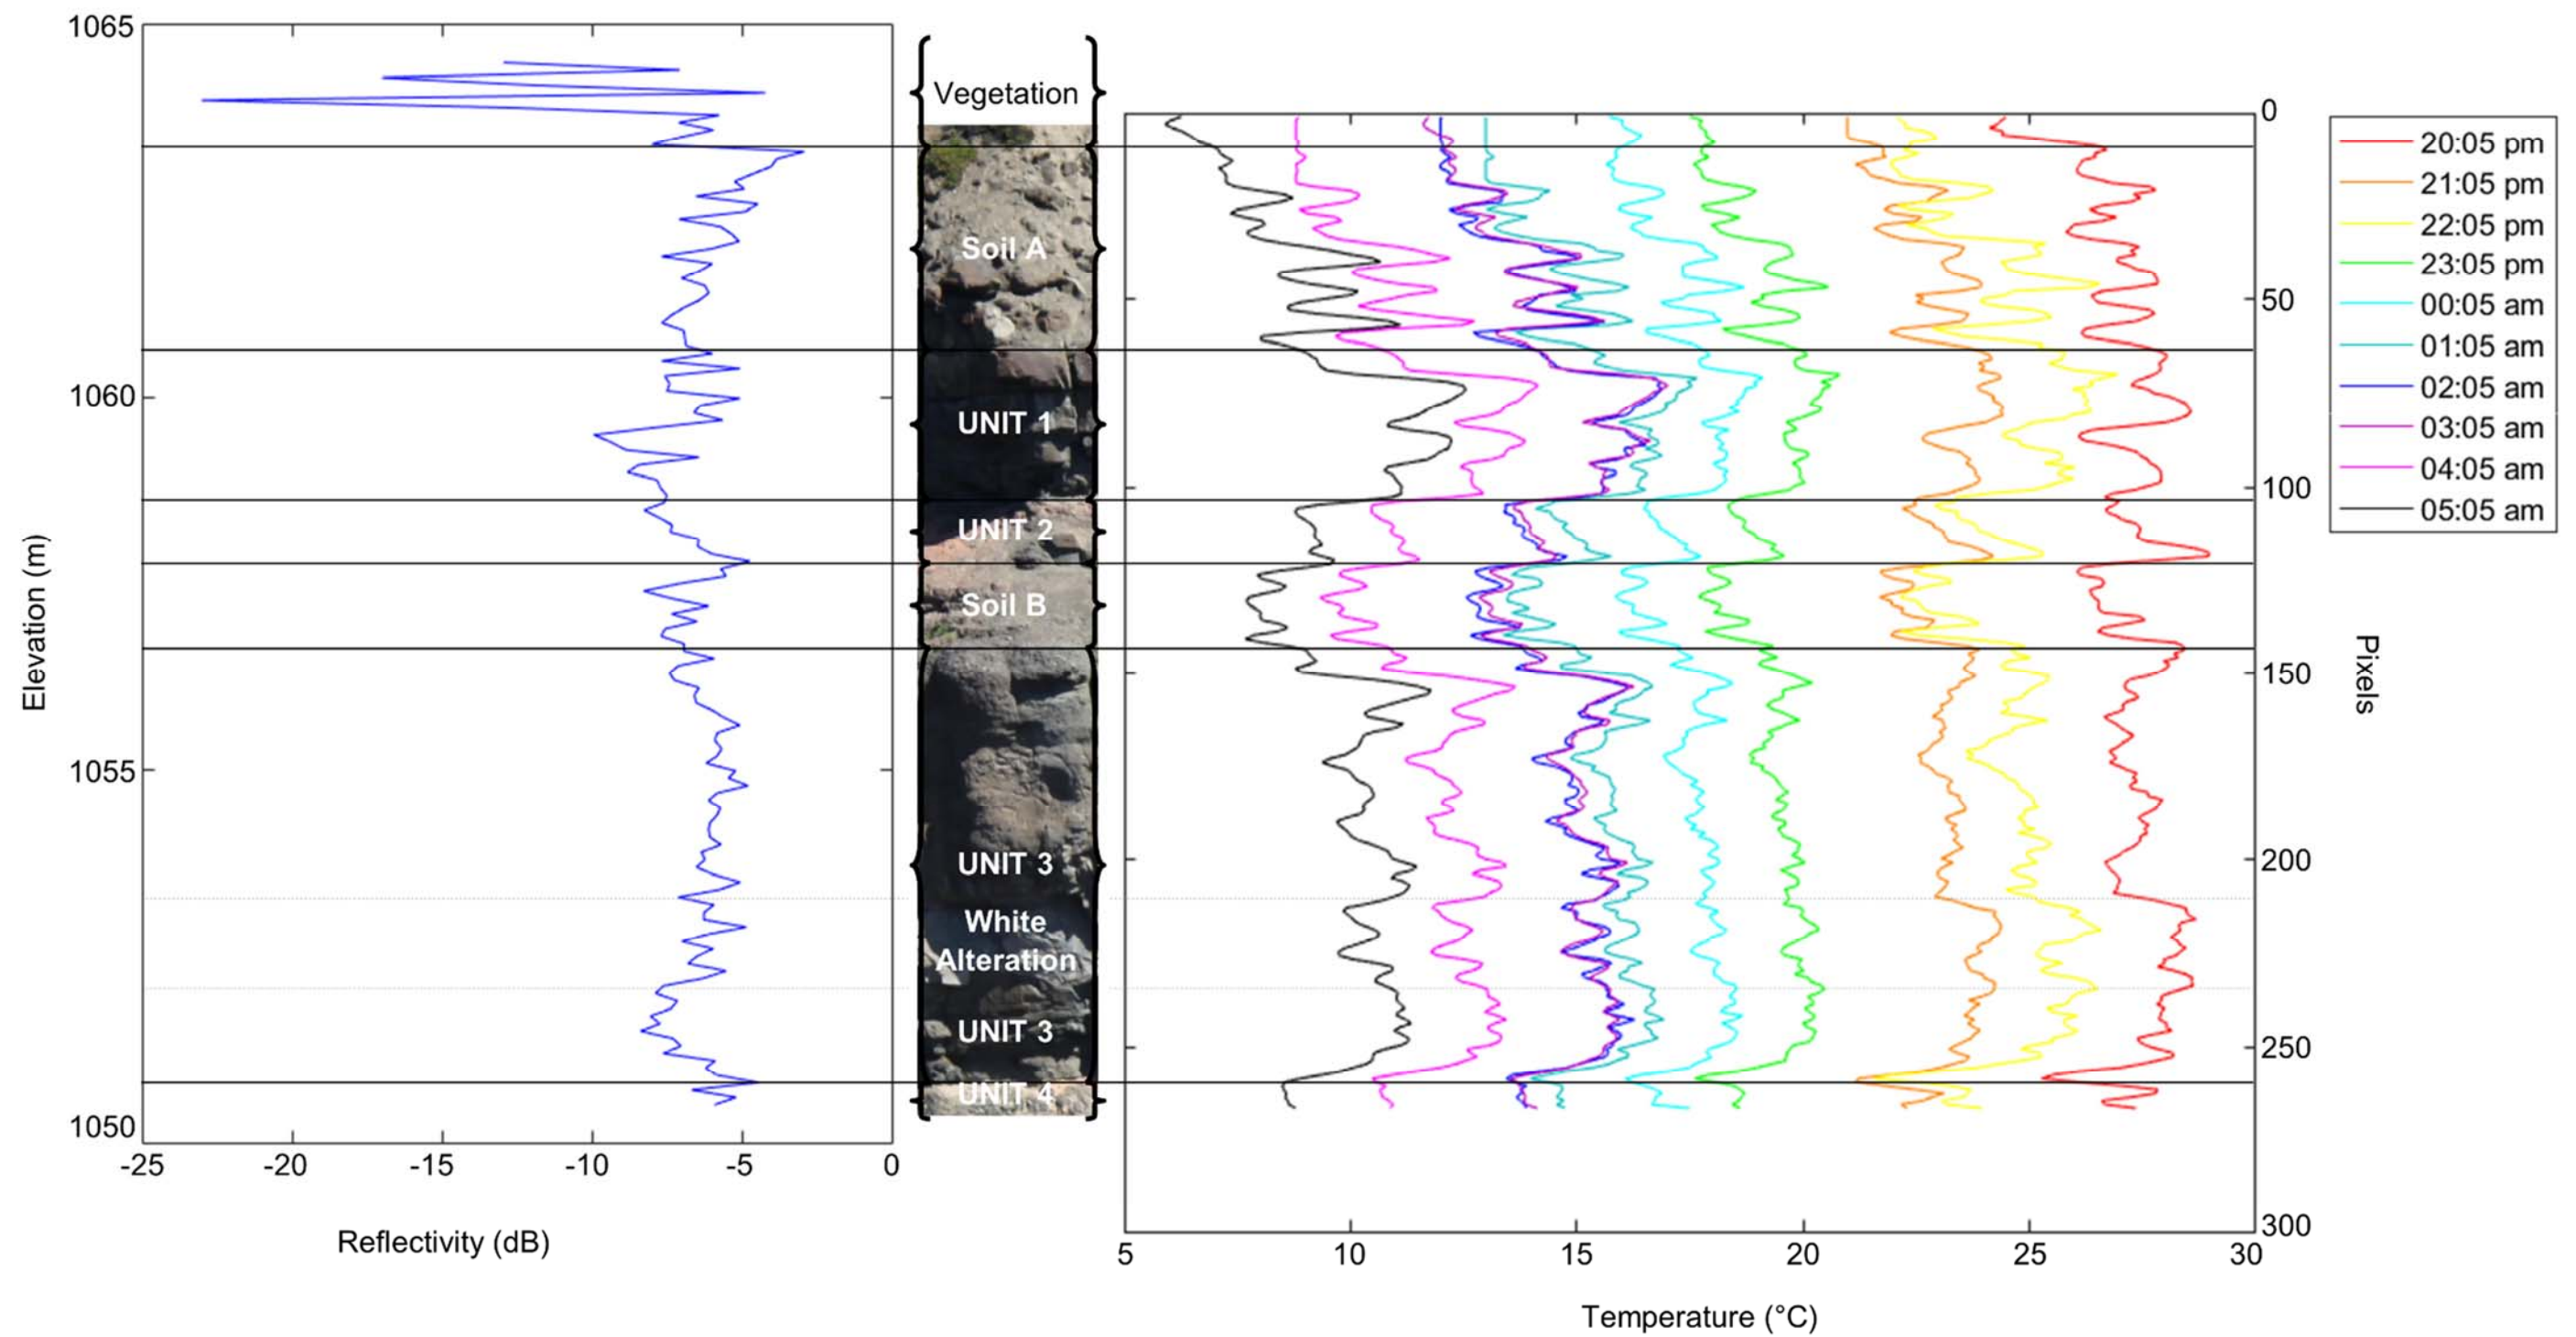 1065
1060
1055
1050
-25 -20 -15 -10 -5 0
Elevation (m)
Reflectivity (dB)
Vegetation
Soil A
UNIT 1
UNIT 2
Soil B
UNIT 3
White
Alteration
UNIT 3
UNIT 4
0
50
100
150
200
250
300
Pixels
5 10 15 20 25 30
Temperature (°C)
20:05 pm
21:05 pm
22:05 pm
23:05 pm
00:05 am
01:05 am
02:05 am
03:05 am
04:05 am
05:05 am